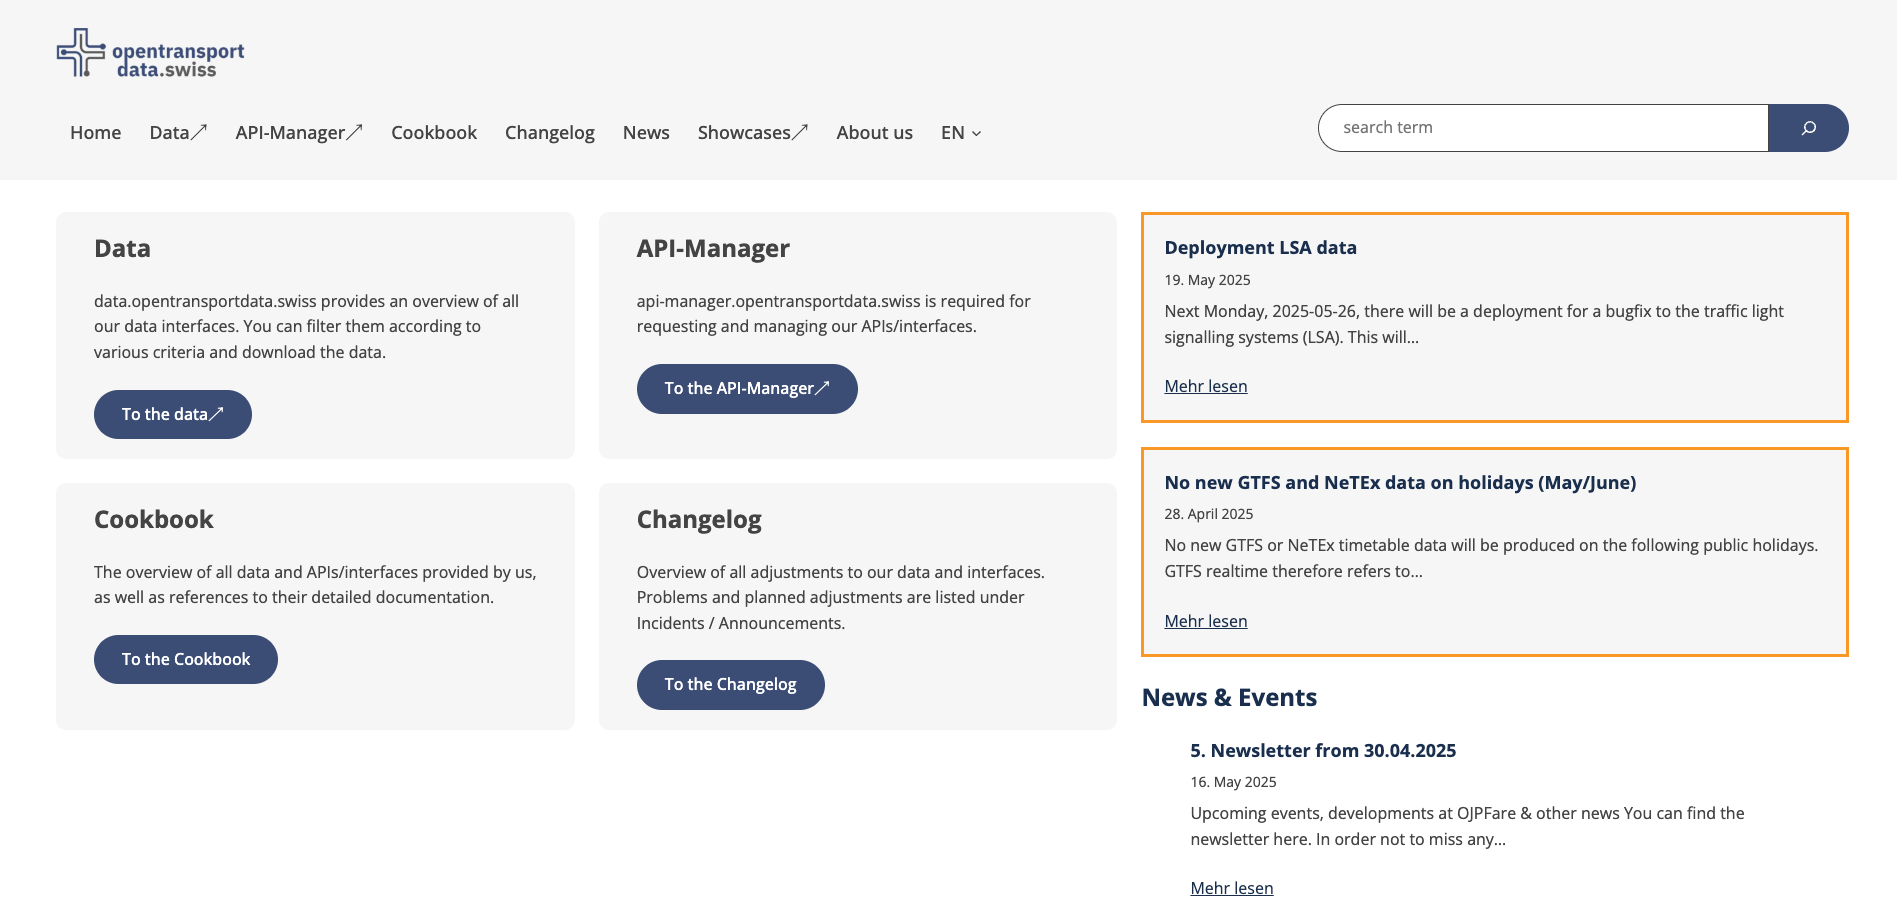 opentransport
data.swiss
Home Data API-Manager Cookbook Changelog News Showcases About us EN
search term
Data
data.opentransportdata.swiss provides an overview of all
our data interfaces. You can filter them according to
various criteria and download the data.
To the data
API-Manager
api-manager.opentransportdata.swiss is required for
requesting and managing our APIs/interfaces.
To the API-Manager
Cookbook
The overview of all data and APIs/interfaces provided by us,
as well as references to their detailed documentation.
To the Cookbook
Changelog
Overview of all adjustments to our data and interfaces.
Problems and planned adjustments are listed under
Incidents / Announcements.
To the Changelog
Deployment LSA data
19. May 2025
Next Monday, 2025-05-26, there will be a deployment for a bugfix to the traffic light
signalling systems (LSA). This will...
Mehr lesen
No new GTFS and NeTEx data on holidays (May/June)
28. April 2025
No new GTFS or NeTEx timetable data will be produced on the following public holidays.
GTFS realtime therefore refers to...
Mehr lesen
News & Events
5. Newsletter from 30.04.2025
16. May 2025
Upcoming events, developments at OJPFare & other news You can find the
newsletter here. In order not to miss any...
Mehr lesen